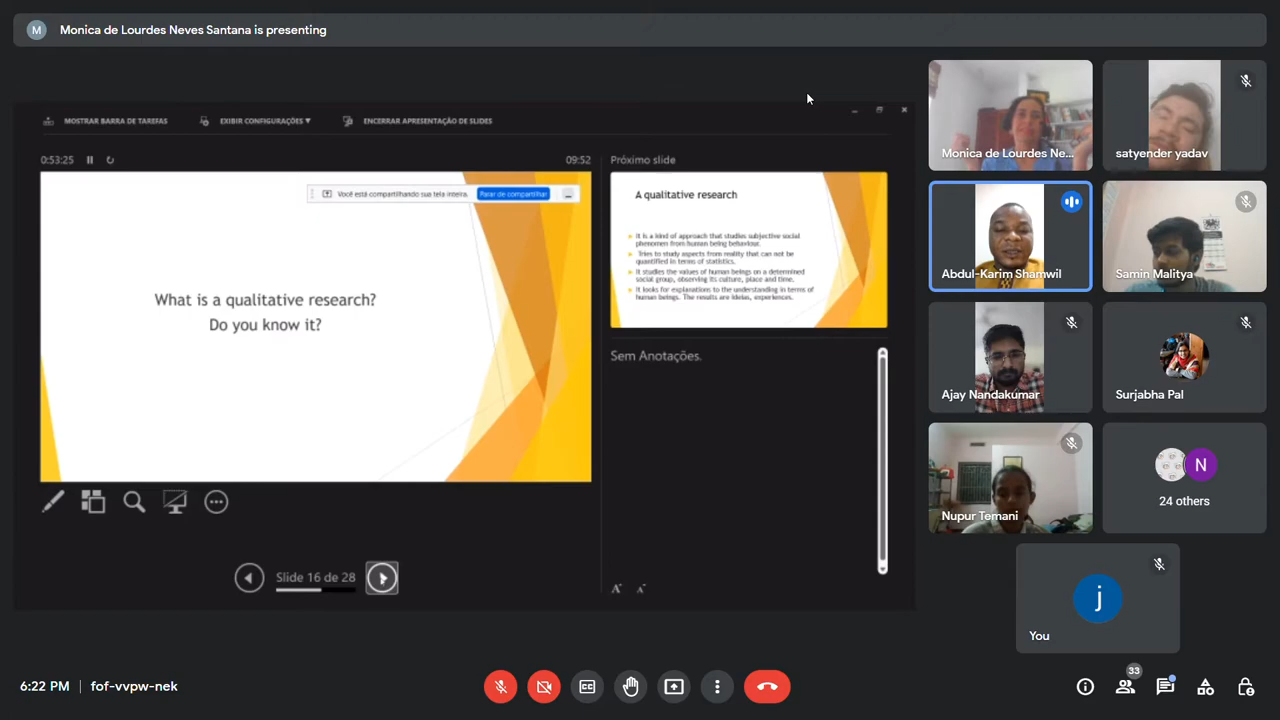 M
Monica de Lourdes Neves Santana is presenting
MOSTRAR BARRA DE TAREFAS
EXIBIR CONFIGURAÇÕES ▼
ENCERRAR APRESENTAÇÃO DE SLIDES
0:53:25
09:52
Você está compartilhando sua tela inteira.
Parar de compartilhar
What is a qualitative research?
Do you know it?
Próximo slide
A qualitative research
It is a kind of approach that studies subjective social
phenomen from human being behaviour.
Tries to study aspects from reality that can not be
quantified in terms of statistics.
It studies the values of human beings on a determined
social group, observing its culture, place and time.
It looks for explanations to the understanding in terms of
human beings. The results are ideias, experiences.
Sem Anotações.
A A
Slide 16 de 28
Monica de Lourdes Ne...
satyender yadav
Abdul-Karim Shamwil
Samin Malitya
Ajay Nandakumar
Surjabha Pal
Nupur Temani
N
24 others
j
You
6:22 PM | fof-vvpw-nek
33